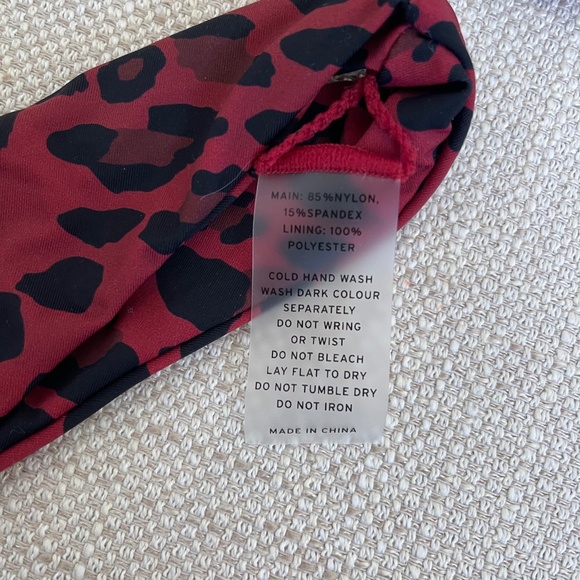 MAIN: 85%NYLON,
15%SPANDEX
LINING: 100%
POLYESTER
COLD HAND WASH
WASH DARK COLOUR
SEPARATELY
DO NOT WRING
OR TWIST
DO NOT BLEACH
LAY FLAT TO DRY
DO NOT TUMBLE DRY
DO NOT IRON
MADE IN CHINA